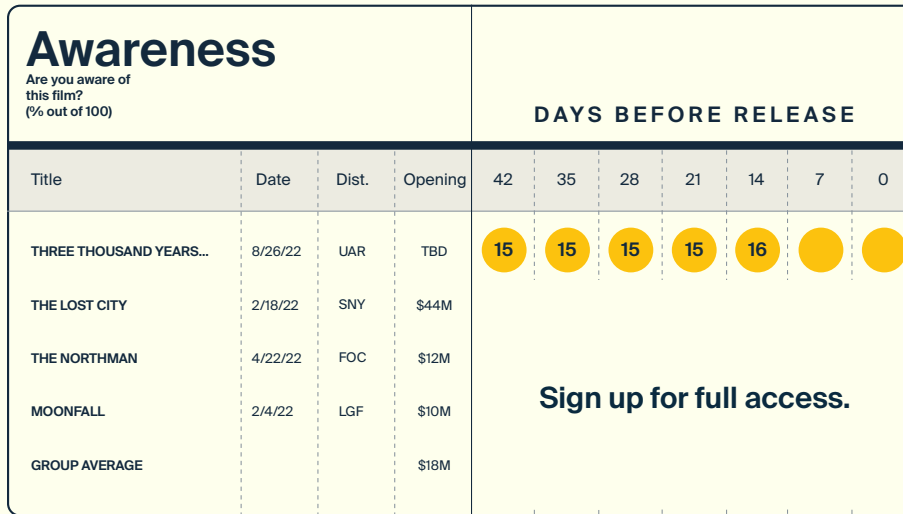 Awareness
Are you aware of
this film?
(% out of 100)
DAYS BEFORE RELEASE
Title Date Dist. Opening 42 35 28 21 14 7 0
THREE THOUSAND YEARS... 8/26/22 UAR TBD 15 15 15 15 16
THE LOST CITY 2/18/22 SNY $44M
THE NORTHMAN 4/22/22 FOC $12M
Sign up for full access.
MOONFALL 2/4/22 LGF $10M
GROUP AVERAGE $18M